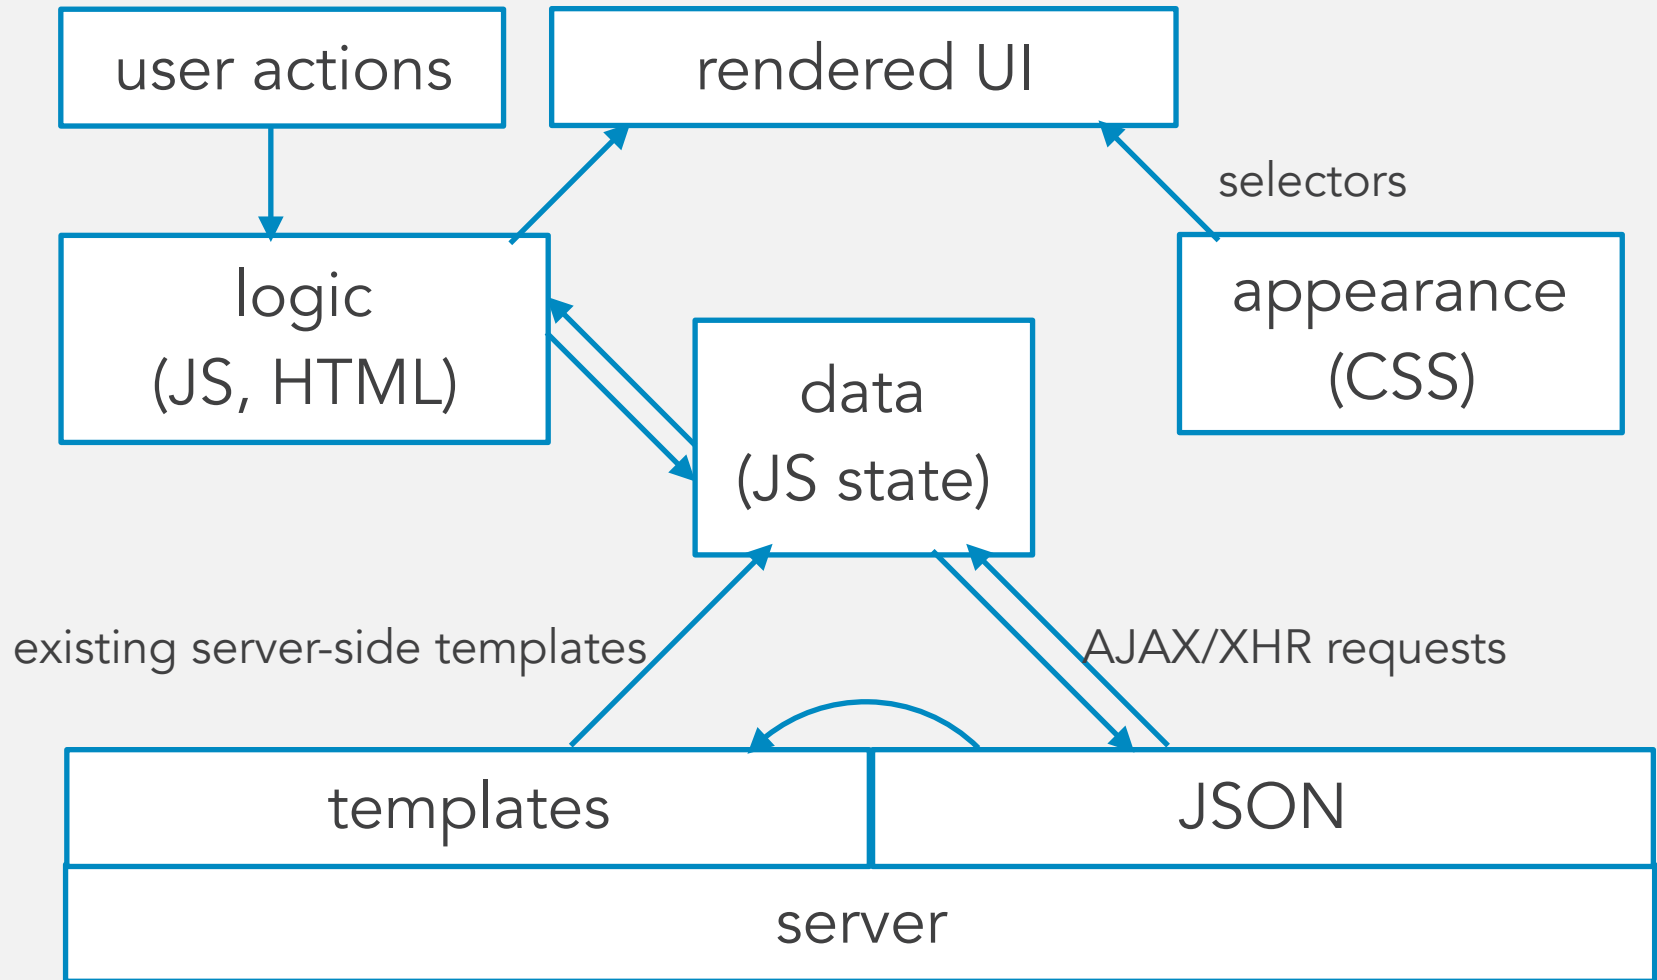 user actions
rendered UI
selectors
logic
(JS, HTML)
appearance
(CSS)
data
(JS state)
existing server-side templates
AJAX/XHR requests
templates
JSON
server